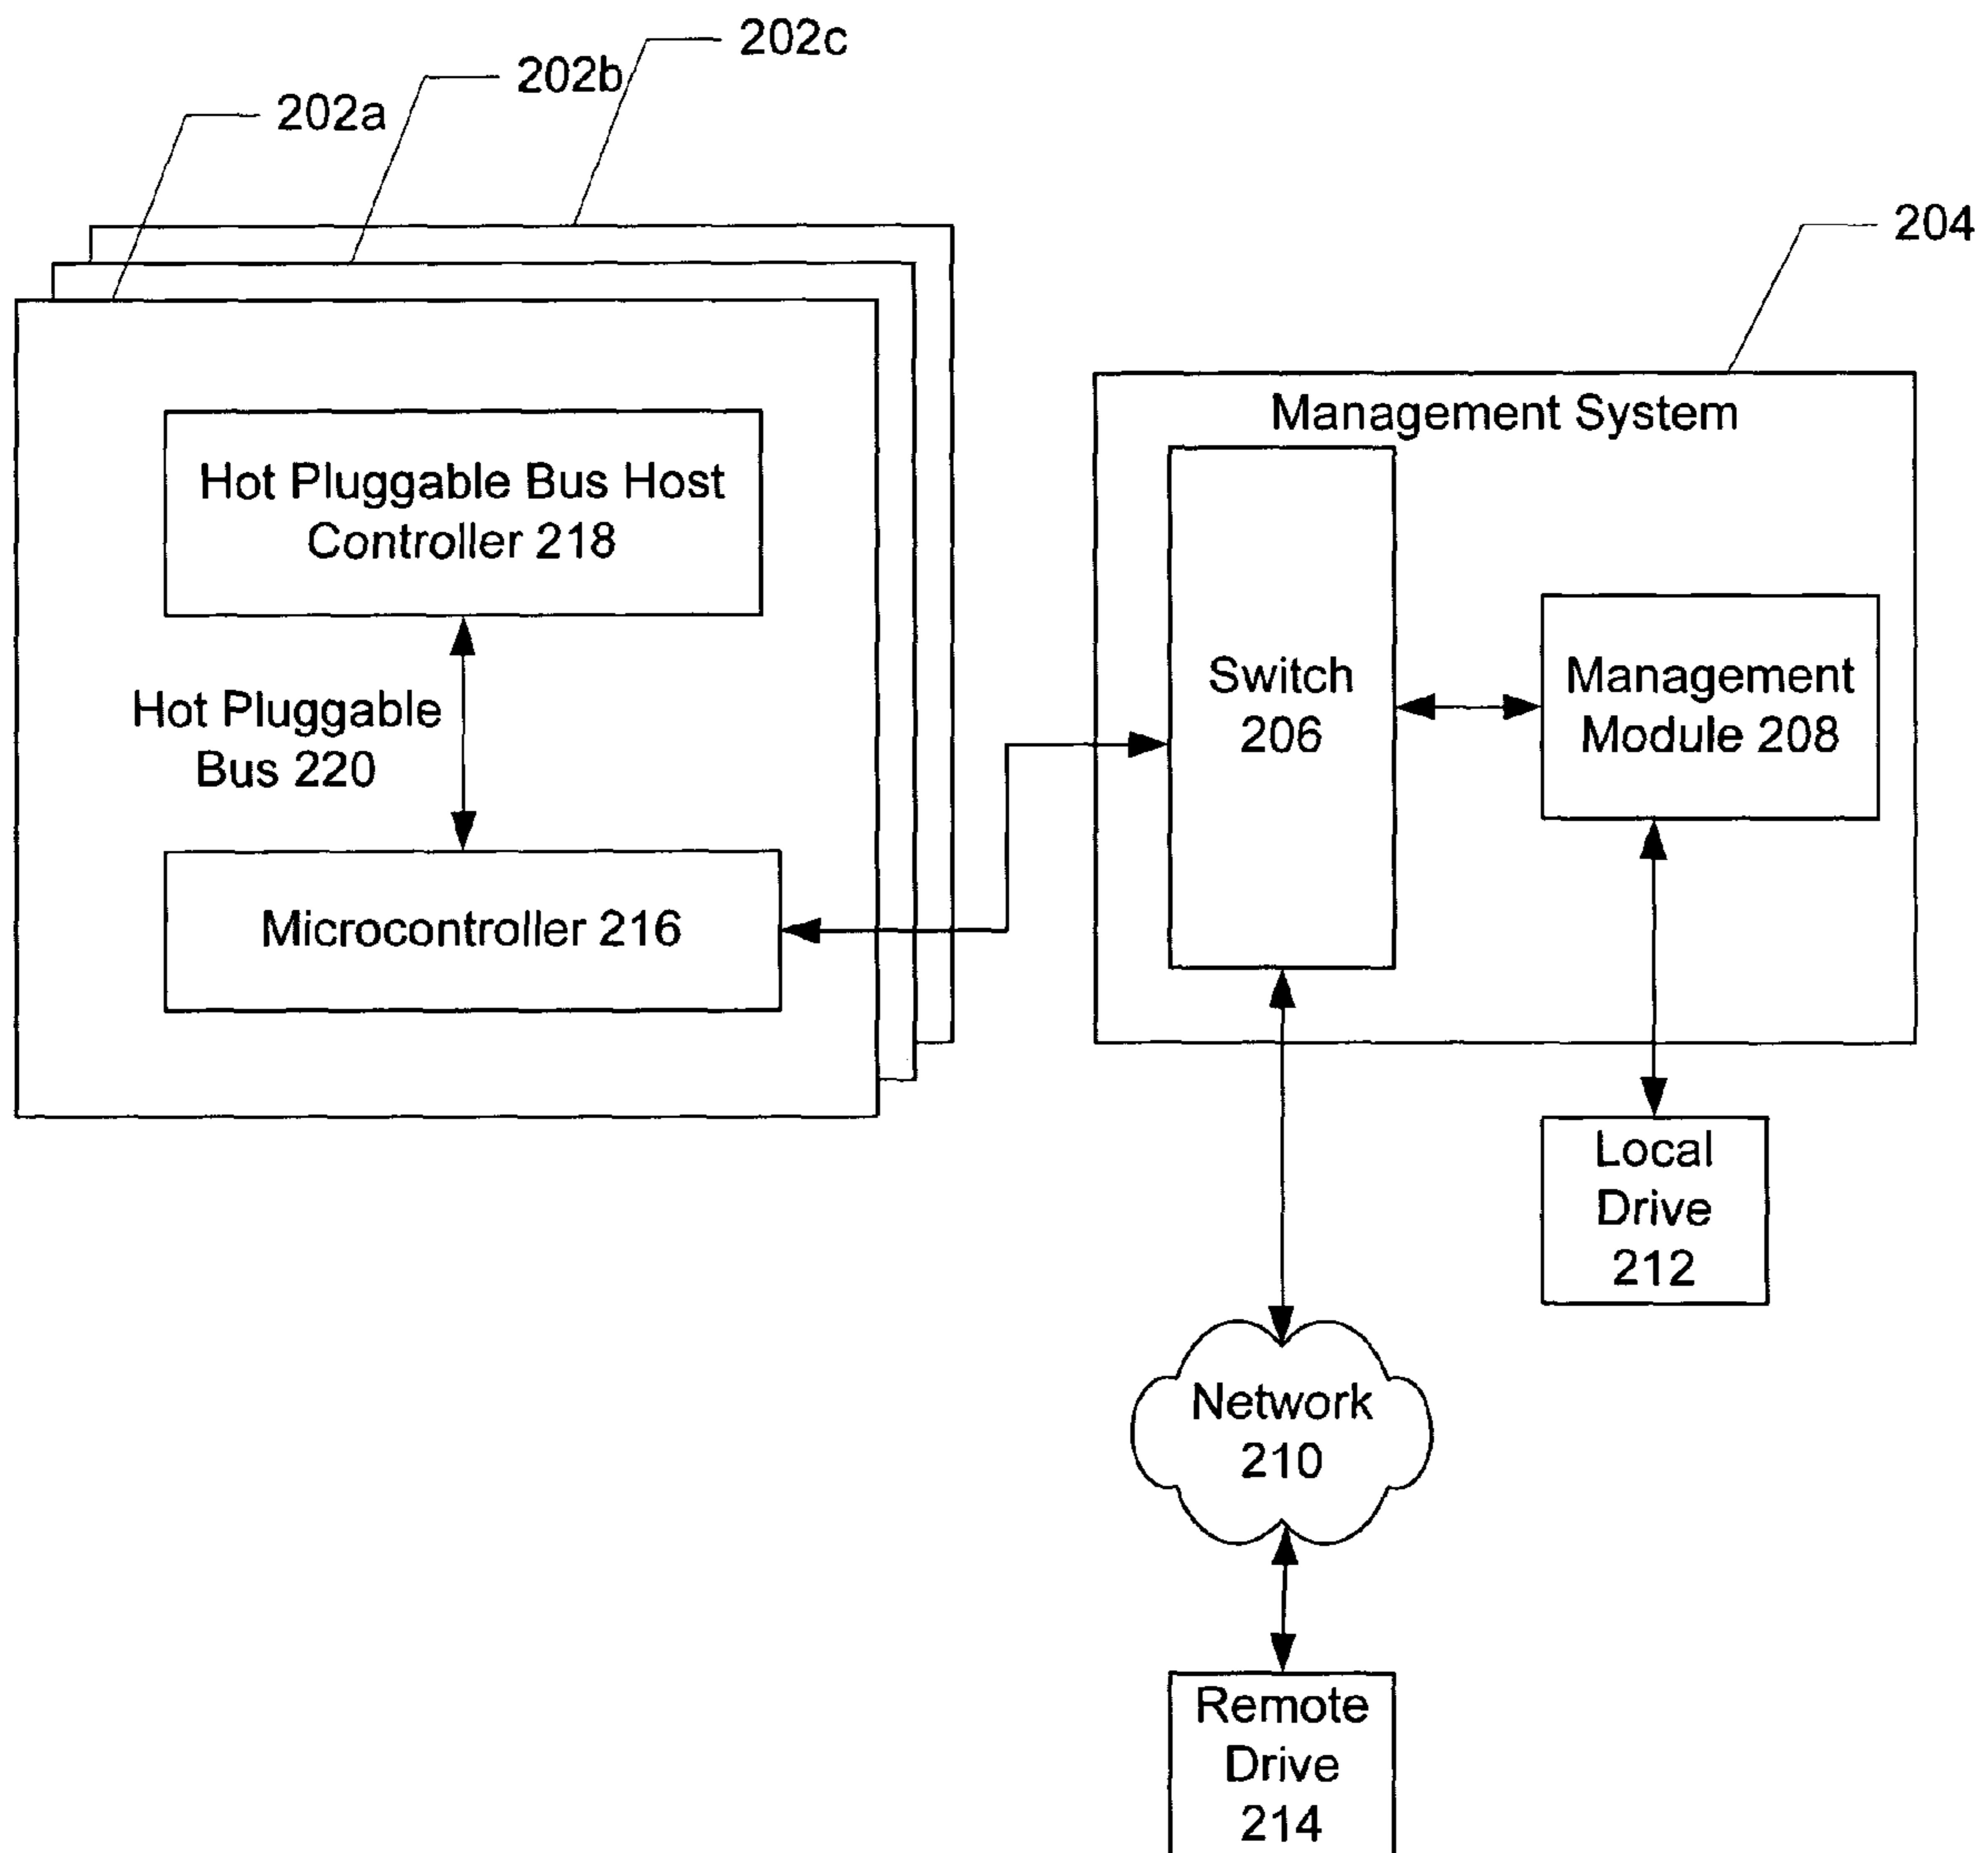 202c
202b
202a
204
Management System
Hot Pluggable Bus Host
Controller 218
Hot Pluggable
Bus 220
Microcontroller 216
Switch
206
Management
Module 208
Local
Drive
212
Network
210
Remote
Drive
214